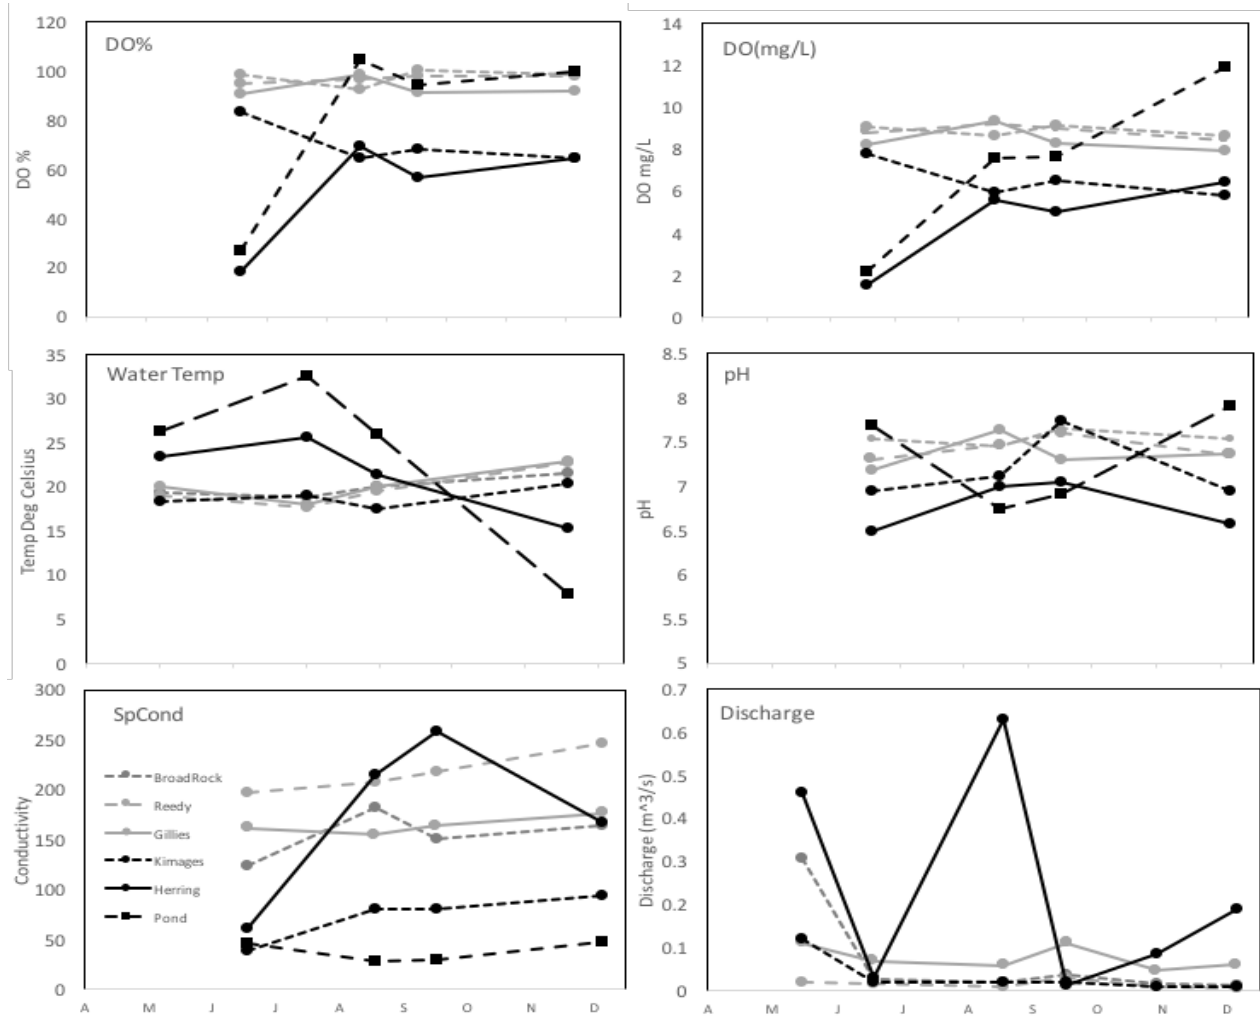 DO%
120
100
80
60
40
20
0
DO %
DO(mg/L)
14
12
10
8
6
4
2
0
DO mg/L
Water Temp
35
30
25
20
15
10
5
0
Temp Deg Celsius
pH
8.5
8
7.5
7
6.5
6
5.5
5
pH
SpCond
300
250
200
150
100
50
0
Conductivity
BroadRock
Reedy
Gillies
Kimages
Herring
Pond
A M J J A S O N D
Discharge
0.7
0.6
0.5
0.4
0.3
0.2
0.1
0
Discharge (m^3/s)
A M J J A S O N D